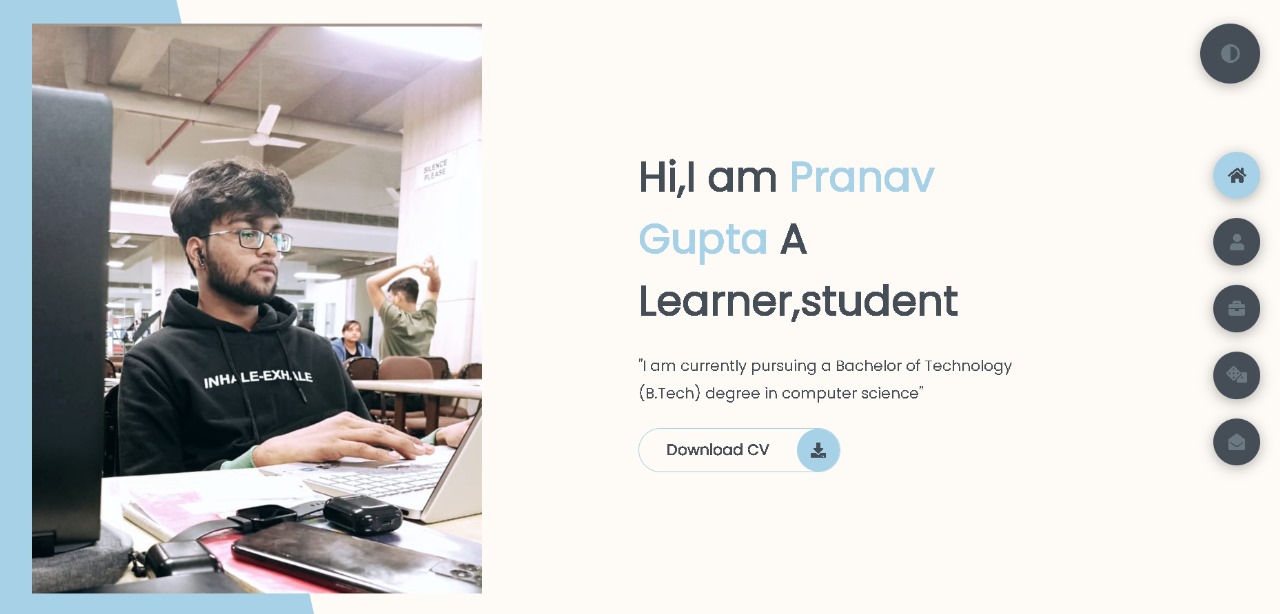 SILENCE
PLEASE
INHALE-EXHALE
Hi,I am Pranav
Gupta A
Learner,student
"I am currently pursuing a Bachelor of Technology
(B.Tech) degree in computer science"
Download CV